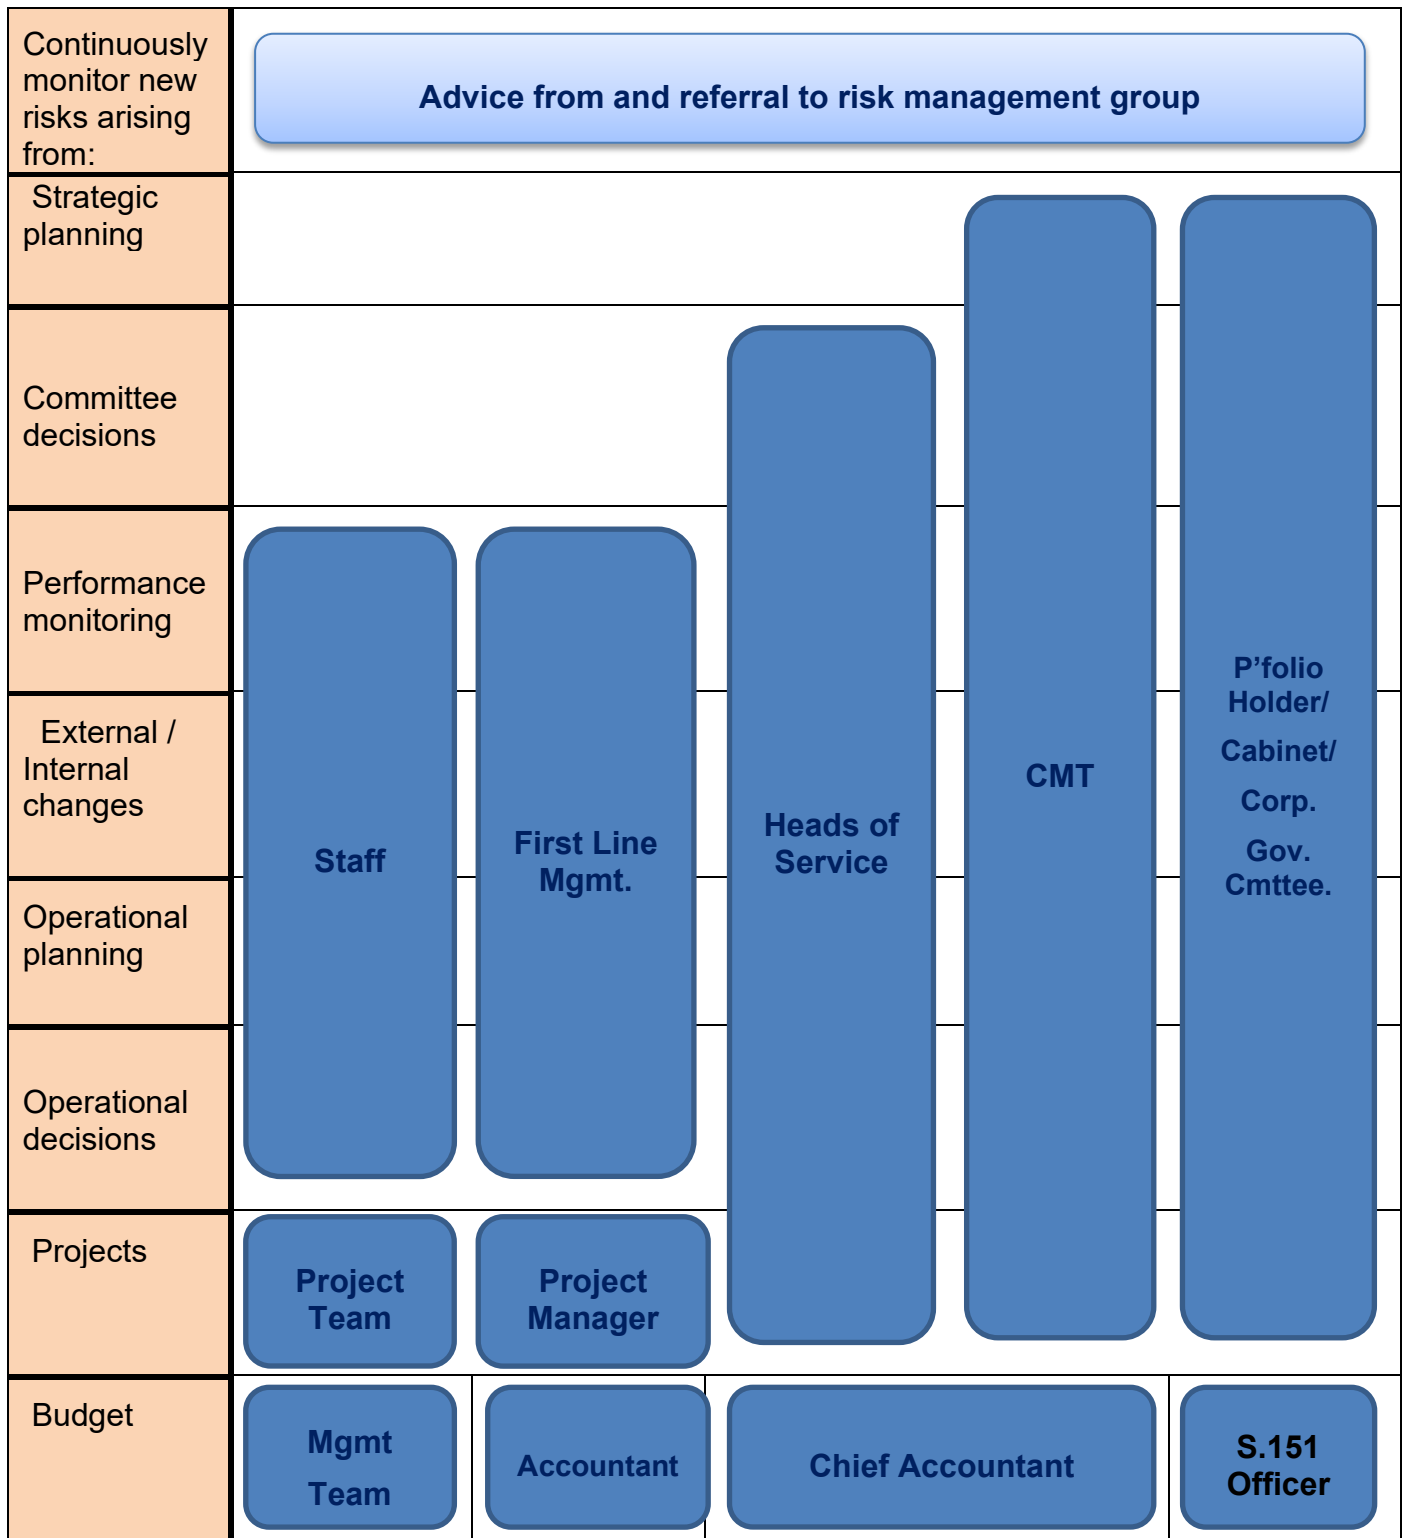 Continuously
monitor new
risks arising
from:
Advice from and referral to risk management group
Strategic
planning
Committee
decisions
Performance
monitoring
External /
Internal
changes
Operational
planning
Operational
decisions
Staff
First Line
Mgmt.
Heads of
Service
CMT
P’folio
Holder/
Cabinet/
Corp.
Gov.
Cmttee.
Projects
Project
Team
Project
Manager
Budget
Mgmt
Team
Accountant
Chief Accountant
S.151
Officer